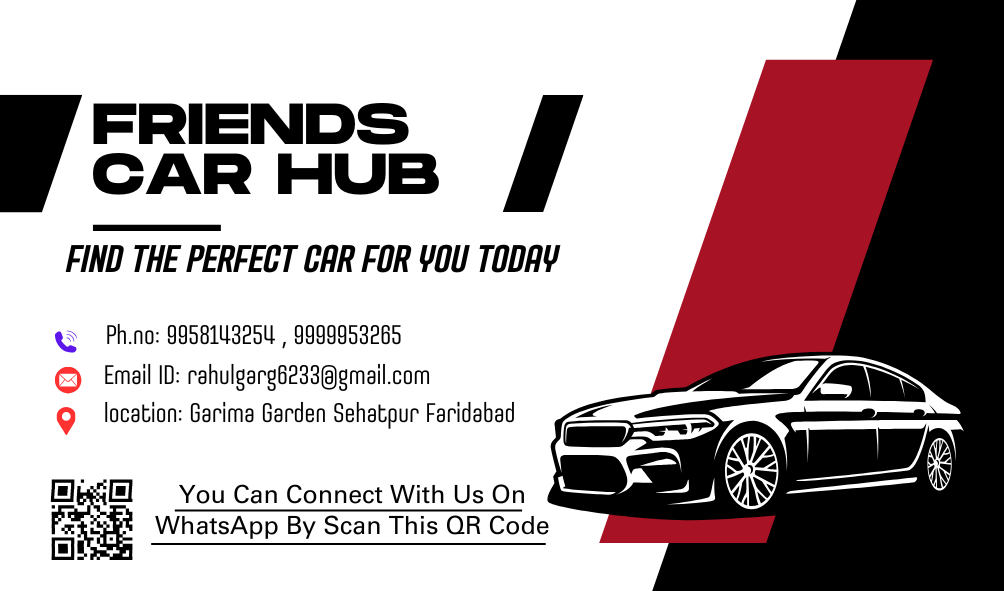 FRIENDS
CAR HUB
FIND THE PERFECT CAR FOR YOU TODAY
Ph.no: 9958143254 , 9999953265
Email ID: rahulgarg6233@gmail.com
location: Garima Garden Sehatpur Faridabad
You Can Connect With Us On
WhatsApp By Scan This QR Code